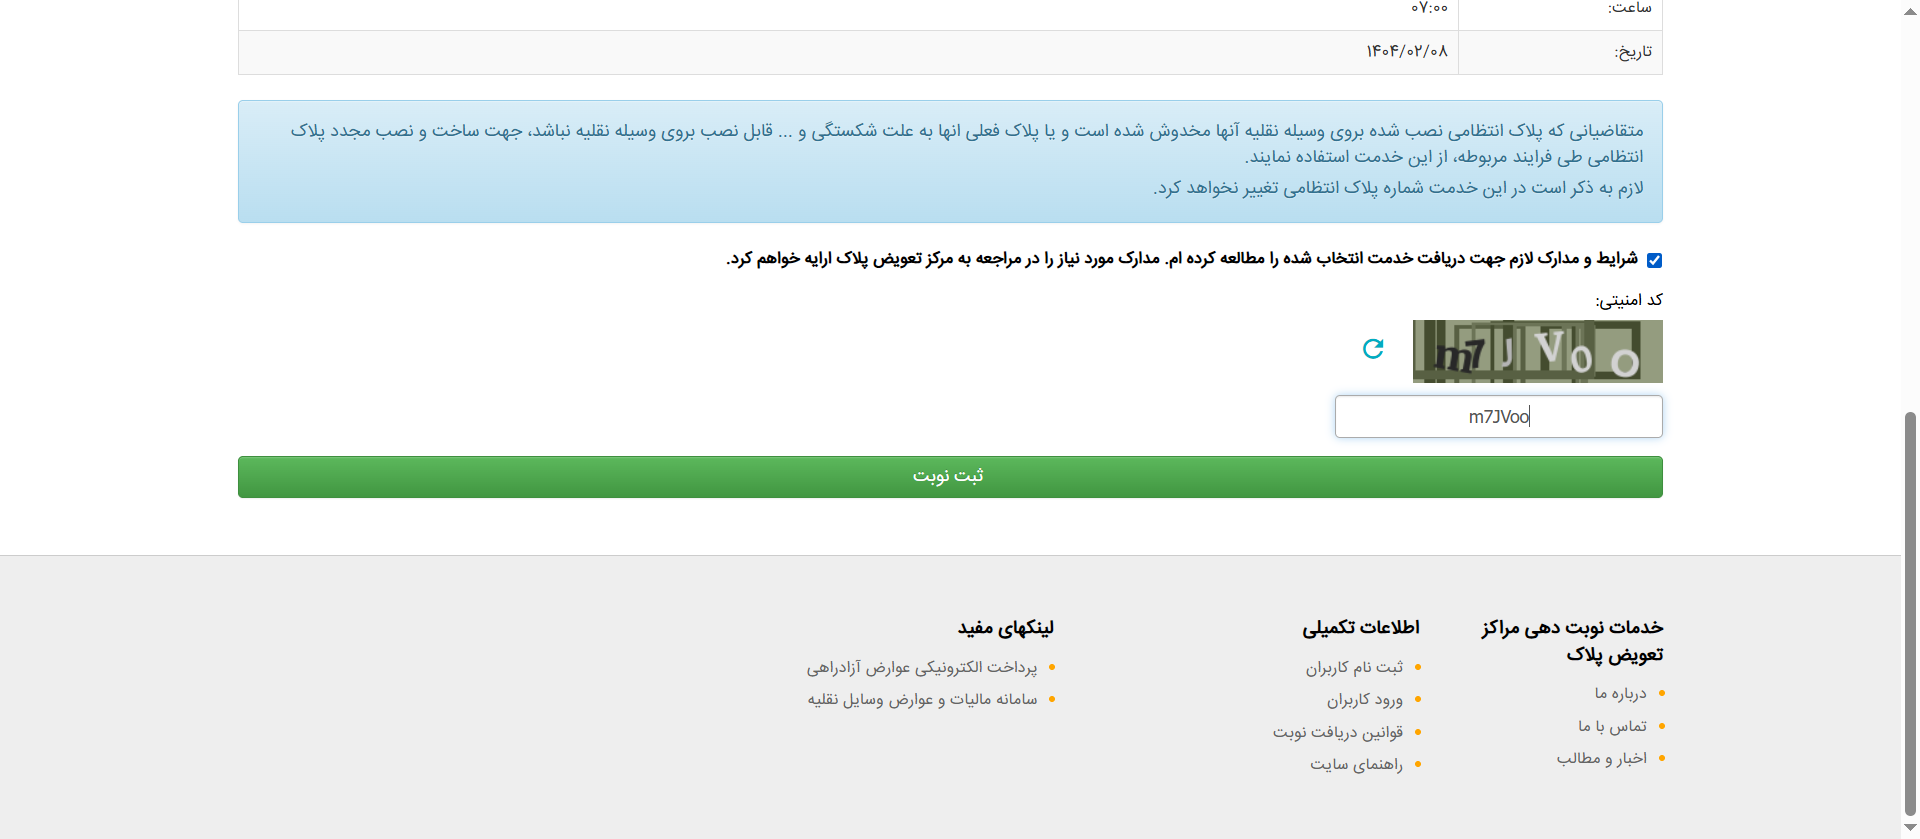 ساعت: ۰۷:۰۰
تاریخ: ۱۴۰۴/۰۲/۰۸
متقاضیانی که پلاک انتظامی نصب شده بروی وسیله نقلیه آنها مخدوش شده است و یا پلاک فعلی انها به علت شکستگی و ... قابل نصب بروی وسیله نقلیه نباشد، جهت ساخت و نصب مجدد پلاک
انتظامی طی فرایند مربوطه، از این خدمت استفاده نمایند.
لازم به ذکر است در این خدمت شماره پلاک انتظامی تغییر نخواهد کرد.
شرایط و مدارک لازم جهت دریافت خدمت انتخاب شده را مطالعه کرده ام. مدارک مورد نیاز را در مراجعه به مرکز تعویض پلاک ارایه خواهم کرد.
کد امنیتی:
m7JVoo
m7JVoo
ثبت نوبت
خدمات نوبت دهی مراکز
تعویض پلاک
درباره ما
تماس با ما
اخبار و مطالب
اطلاعات تکمیلی
ثبت نام کاربران
ورود کاربران
قوانین دریافت نوبت
راهنمای سایت
لینکهای مفید
پرداخت الکترونیکی عوارض آزادراهی
سامانه مالیات و عوارض وسایل نقلیه